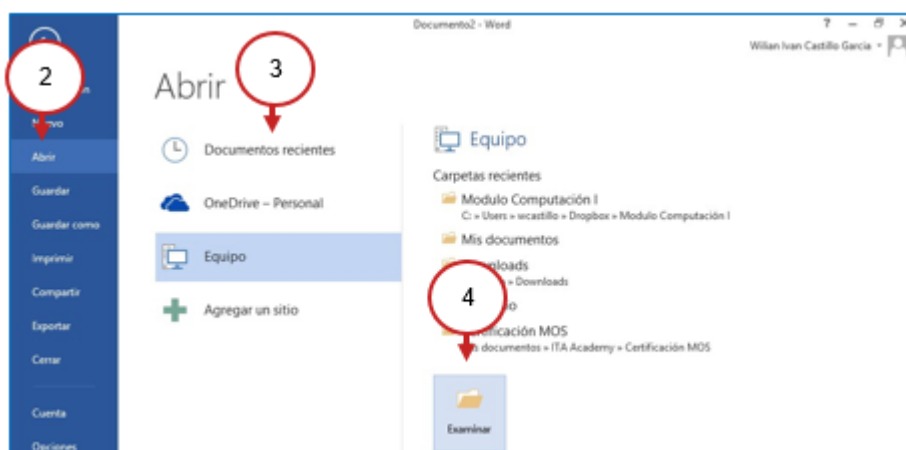 Documento2 - Word
?
Wilian Ivan Castillo Garcia
2
3
4
Nuevo
Abrir
Guardar
Guardar como
Imprimir
Compartir
Exportar
Cerrar
Cuenta
Opciones
Abrir
Documentos recientes
OneDrive – Personal
Equipo
Agregar un sitio
Equipo
Carpetas recientes
Modulo Computación I
C: » Users » wcastillo » Dropbox » Modulo Computación I
Mis documentos
» Downloads
Certificación MOS
documentos » ITA Academy » Certificación MOS
Examinar